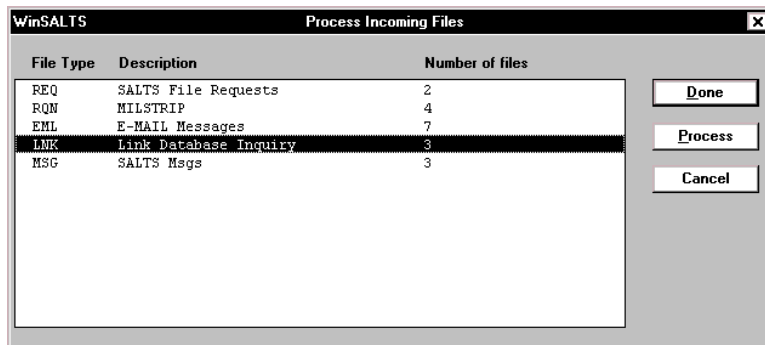 WinSALTS Process Incoming Files X
File Type Description Number of files
REQ SALTS File Requests 2
RQN MILSTRIP 4
EML E-MAIL Messages 7
LNK Link Database Inquiry 3
MSG SALTS Msgs 3
Done
Process
Cancel